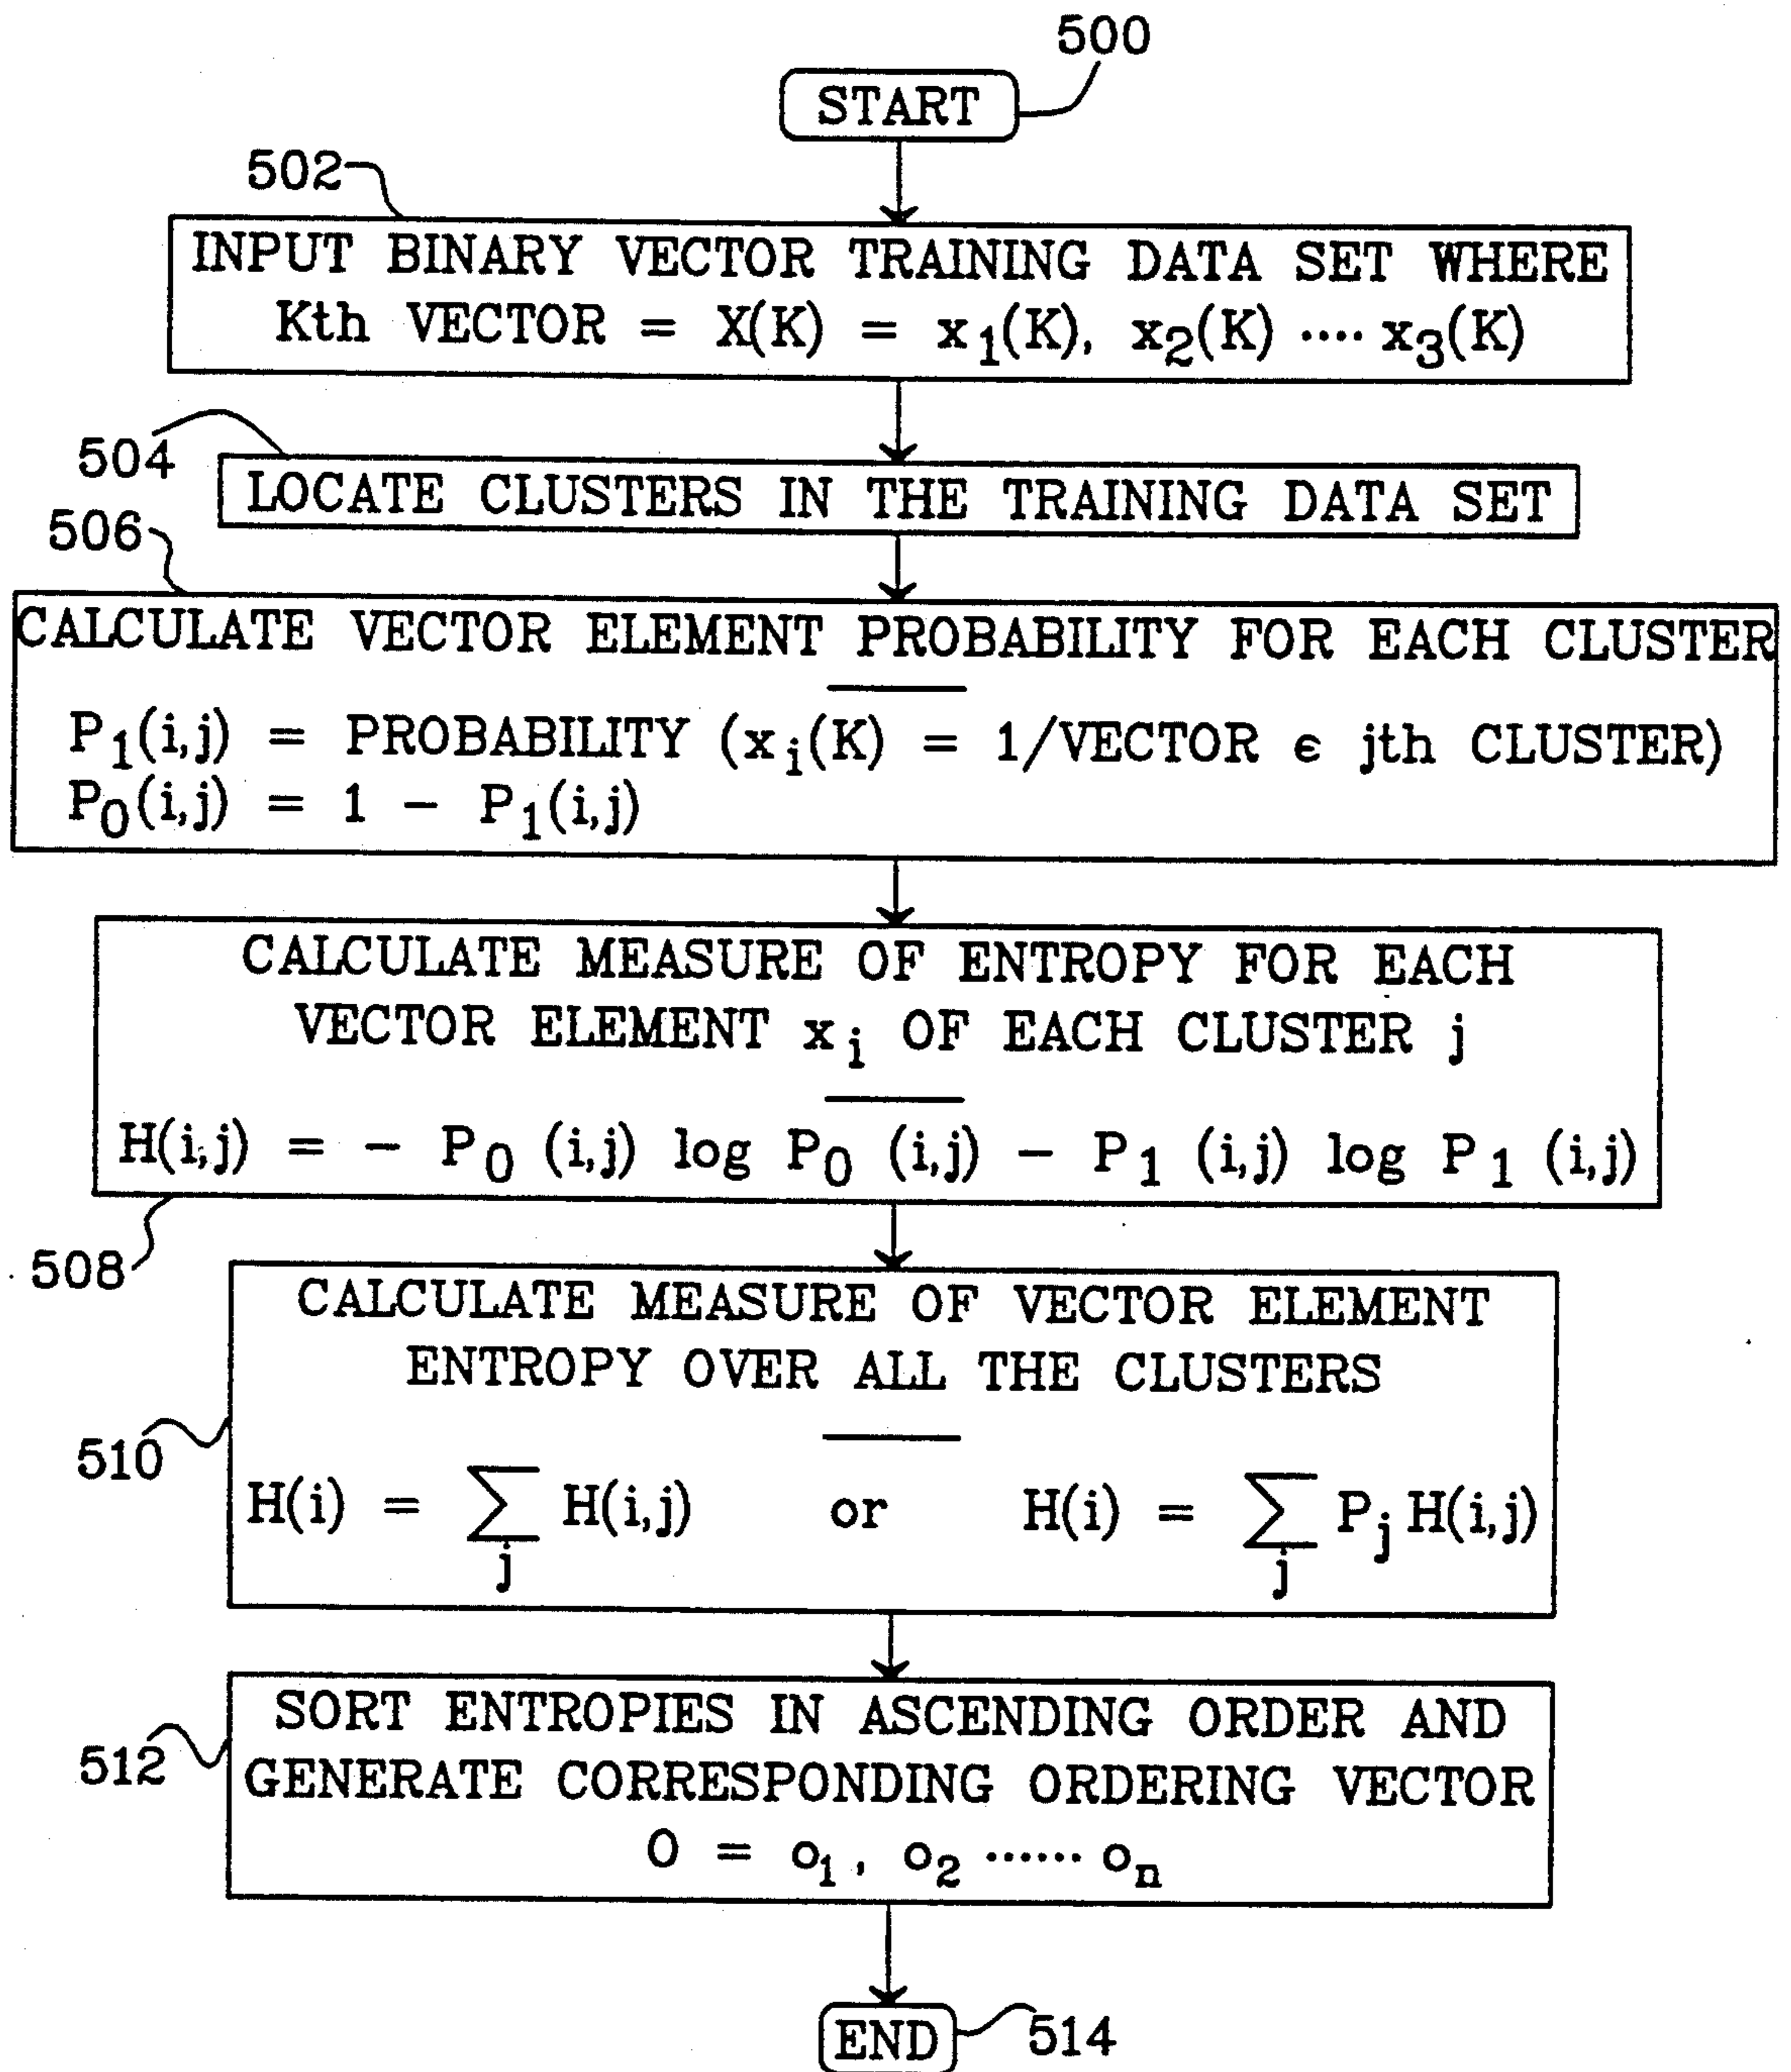 500
START
502
INPUT BINARY VECTOR TRAINING DATA SET WHERE
Kth VECTOR = X(K) = x₁(K), x₂(K) .... x₃(K)
504
LOCATE CLUSTERS IN THE TRAINING DATA SET
506
CALCULATE VECTOR ELEMENT PROBABILITY FOR EACH CLUSTER
P₁(i,j) = PROBABILITY (xᵢ(K) = 1/VECTOR ϵ jth CLUSTER)
P₀(i,j) = 1 - P₁(i,j)
CALCULATE MEASURE OF ENTROPY FOR EACH
VECTOR ELEMENT xᵢ OF EACH CLUSTER j
H(i,j) = - P₀ (i,j) log P₀ (i,j) - P₁ (i,j) log P₁ (i,j)
508
CALCULATE MEASURE OF VECTOR ELEMENT
ENTROPY OVER ALL THE CLUSTERS
510
H(i) = ∑ⱼ H(i,j) or H(i) = ∑ⱼ Pⱼ H(i,j)
512
SORT ENTROPIES IN ASCENDING ORDER AND
GENERATE CORRESPONDING ORDERING VECTOR
O = o₁, o₂ ...... oₙ
END
514